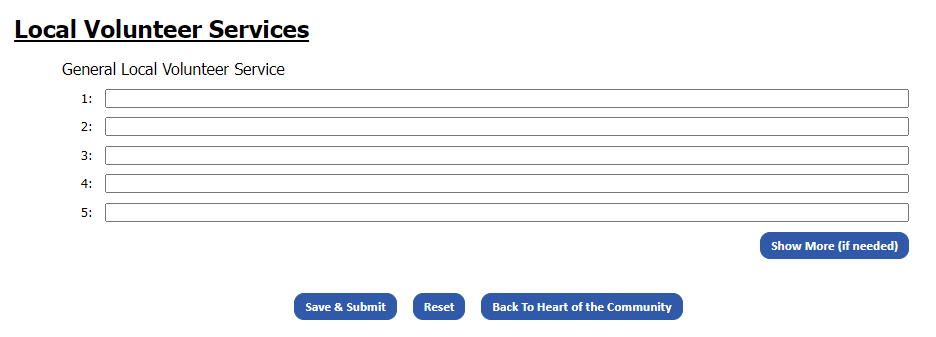 Local Volunteer Services
General Local Volunteer Service
1:
2:
3:
4:
5:
Show More (if needed)
Save & Submit Reset Back To Heart of the Community